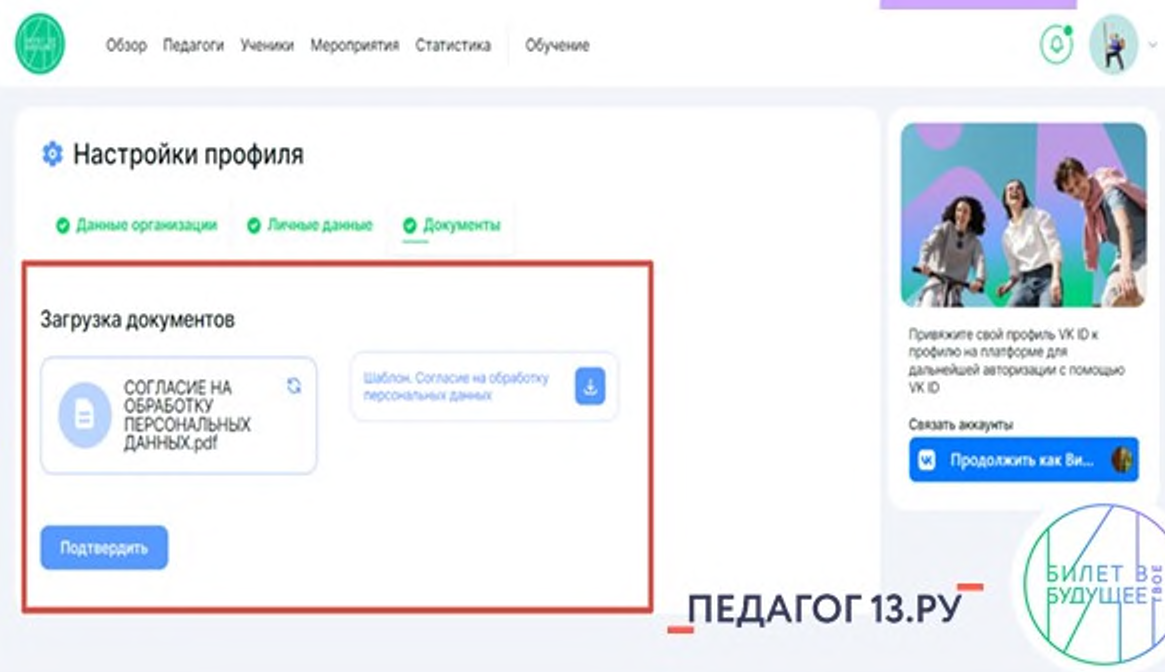 Обзор Педагоги Ученики Мероприятия Статистика Обучение
Настройки профиля
Данные организации Личные данные Документы
Загрузка документов
СОГЛАСИЕ НА
ОБРАБОТКУ
ПЕРСОНАЛЬНЫХ
ДАННЫХ.pdf
Шаблон. Согласие на обработку
персональных данных
Подтвердить
Привяжите свой профиль VK ID к
профилю на платформе для
дальнейшей авторизации с помощью
VK ID
Связать аккаунты
Продолжить как Ви...
_ПЕДАГОГ 13.РУ
БИЛЕТ В
БУДУЩЕЕ
ТВОЕ